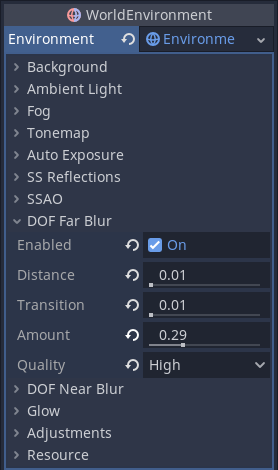 WorldEnvironment
Environment Environme
Background
Ambient Light
Fog
Tonemap
Auto Exposure
SS Reflections
SSAO
DOF Far Blur
Enabled On
Distance 0.01
Transition 0.01
Amount 0.29
Quality High
DOF Near Blur
Glow
Adjustments
Resource